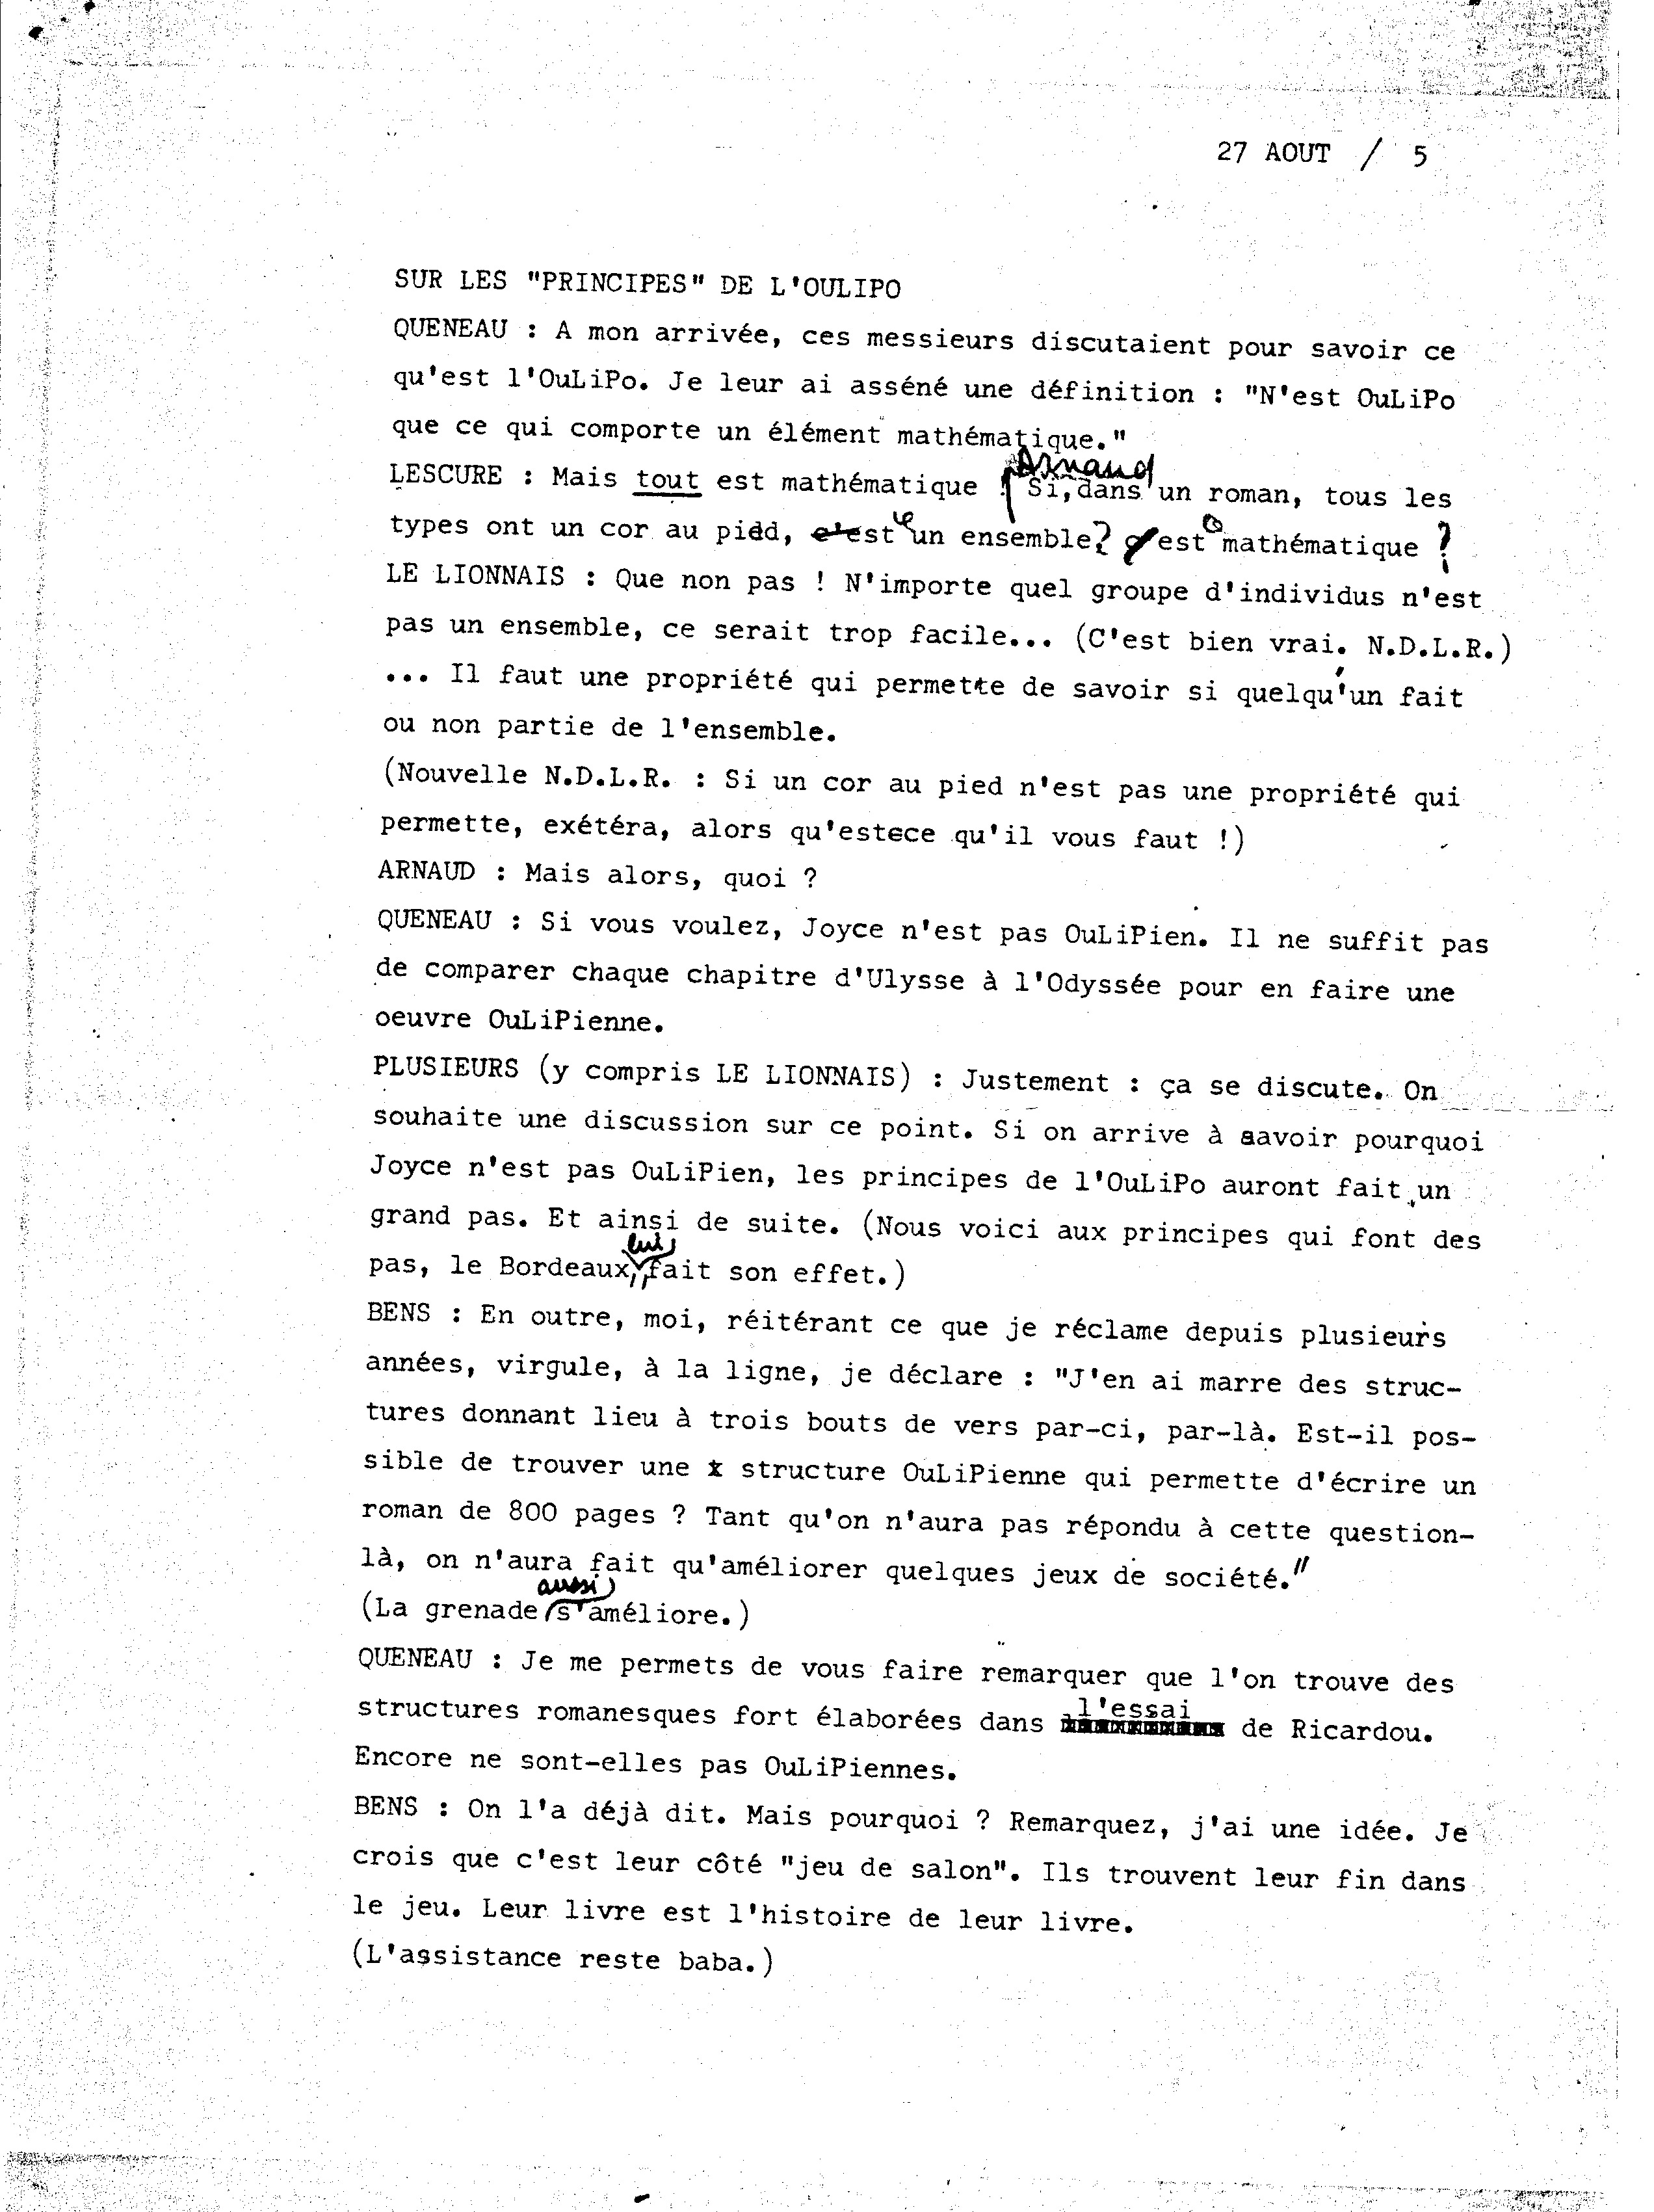 27 AOUT / 5
SUR LES "PRINCIPES" DE L'OULIPO
QUENEAU : A mon arrivée, ces messieurs discutaient pour savoir ce
qu'est l'OuLiPo. Je leur ai asséné une définition : "N'est OuLiPo
que ce qui comporte un élément mathématique."
Arnaud
LESCURE : Mais tout est mathématique ! Si, dans un roman, tous les
types ont un cor au pidd, c'est un ensemble? est mathématique ?
LE LIONNAIS : Que non pas ! N'importe quel groupe d'individus n'est
pas un ensemble, ce serait trop facile... (C'est bien vrai. N.D.L.R.)
... Il faut une propriété qui permette de savoir si quelqu'un fait
ou non partie de l'ensemble.
(Nouvelle N.D.L.R. : Si un cor au pied n'est pas une propriété qui
permette, exétéra, alors qu'estece qu'il vous faut !)
ARNAUD : Mais alors, quoi ?
QUENEAU : Si vous voulez, Joyce n'est pas OuLiPien. Il ne suffit pas
de comparer chaque chapitre d'Ulysse à l'Odyssée pour en faire une
oeuvre OuLiPienne.
PLUSIEURS (y compris LE LIONNAIS) : Justement : ça se discute. On
souhaite une discussion sur ce point. Si on arrive à savoir pourquoi
Joyce n'est pas OuLiPien, les principes de l'OuLiPo auront fait un
grand pas. Et ainsi de suite. (Nous voici aux principes qui font des
lui
pas, le Bordeaux, , fait son effet.)
BENS : En outre, moi, réitérant ce que je réclame depuis plusieurs
années, virgule, à la ligne, je déclare : "J'en ai marre des struc-
tures donnant lieu à trois bouts de vers par-ci, par-là. Est-il pos-
sible de trouver une x structure OuLiPienne qui permette d'écrire un
roman de 800 pages ? Tant qu'on n'aura pas répondu à cette question-
là, on n'aura fait qu'améliorer quelques jeux de société."
aussi
(La grenade s'améliore.)
QUENEAU : Je me permets de vous faire remarquer que l'on trouve des
l'essai
structures romanesques fort élaborées dans de Ricardou.
Encore ne sont-elles pas OuLiPiennes.
BENS : On l'a déjà dit. Mais pourquoi ? Remarquez, j'ai une idée. Je
crois que c'est leur côté "jeu de salon". Ils trouvent leur fin dans
le jeu. Leur livre est l'histoire de leur livre.
(L'assistance reste baba.)